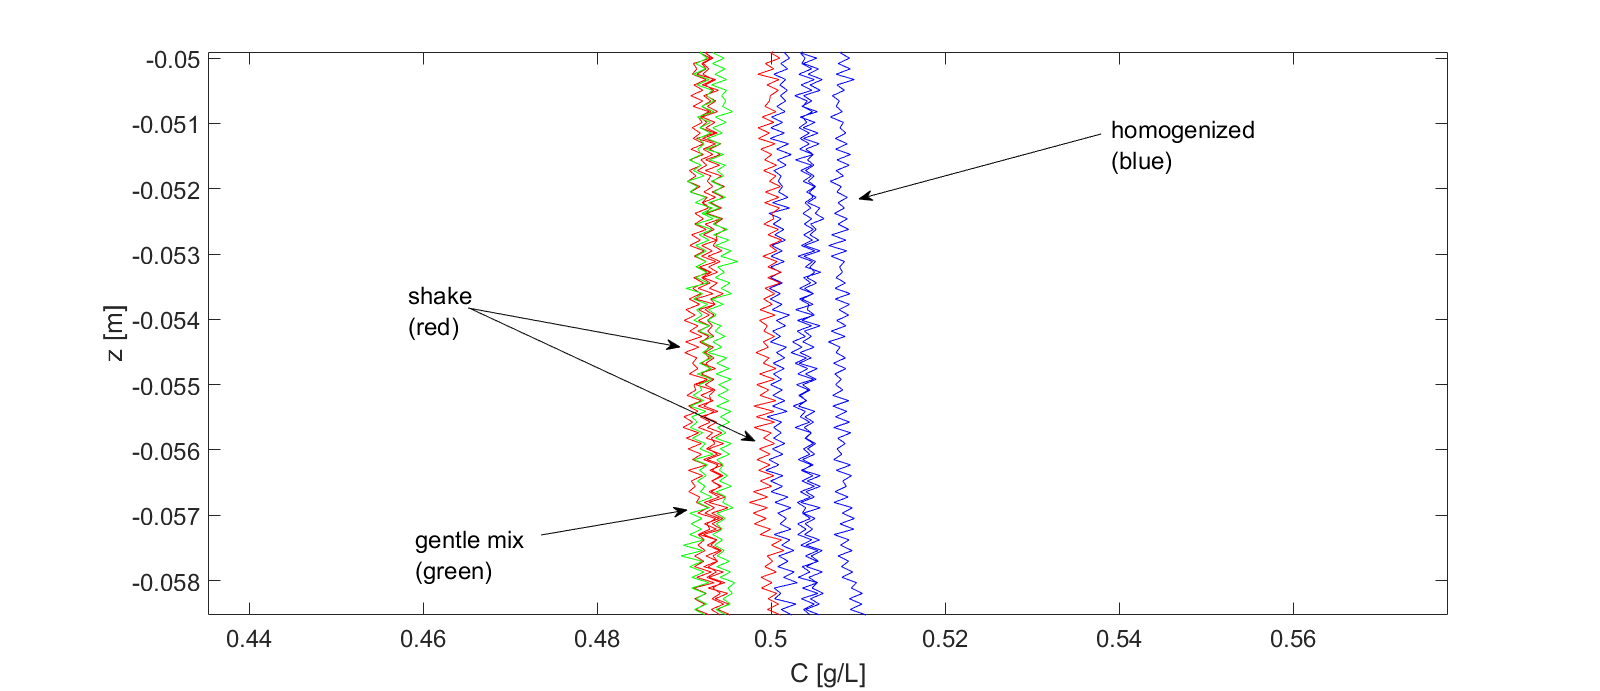 -0.05
-0.051
-0.052
-0.053
-0.054
-0.055
-0.056
-0.057
-0.058
z [m]
homogenized
(blue)
shake
(red)
gentle mix
(green)
0.44
0.46
0.48
0.5
0.52
0.54
0.56
C [g/L]